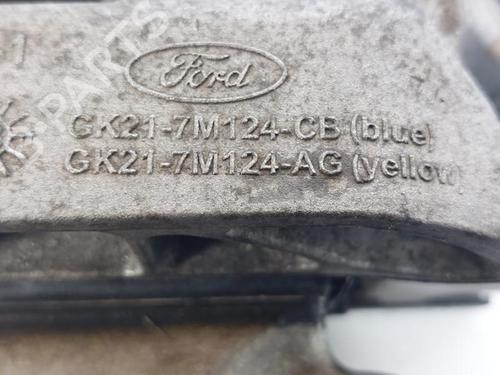 Ford
GK21-7M124-CB (blue)
GK21-7M124-AG (yellow)